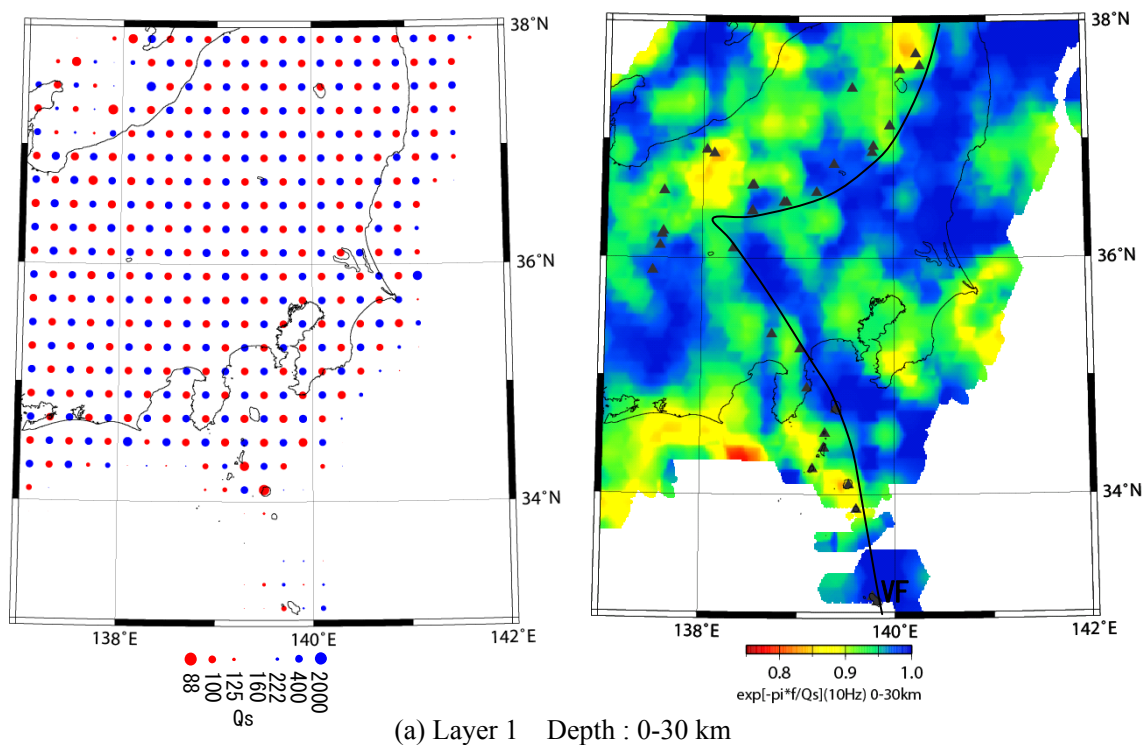 38°N
36°N
34°N
138°E
140°E
142°E
88
100
125
160
222
400
2000
Qs
38°N
36°N
34°N
VF
138°E
140°E
142°E
0.8
0.9
1.0
exp[-pi*f/Qs](10Hz) 0-30km
(a) Layer 1 Depth : 0-30 km